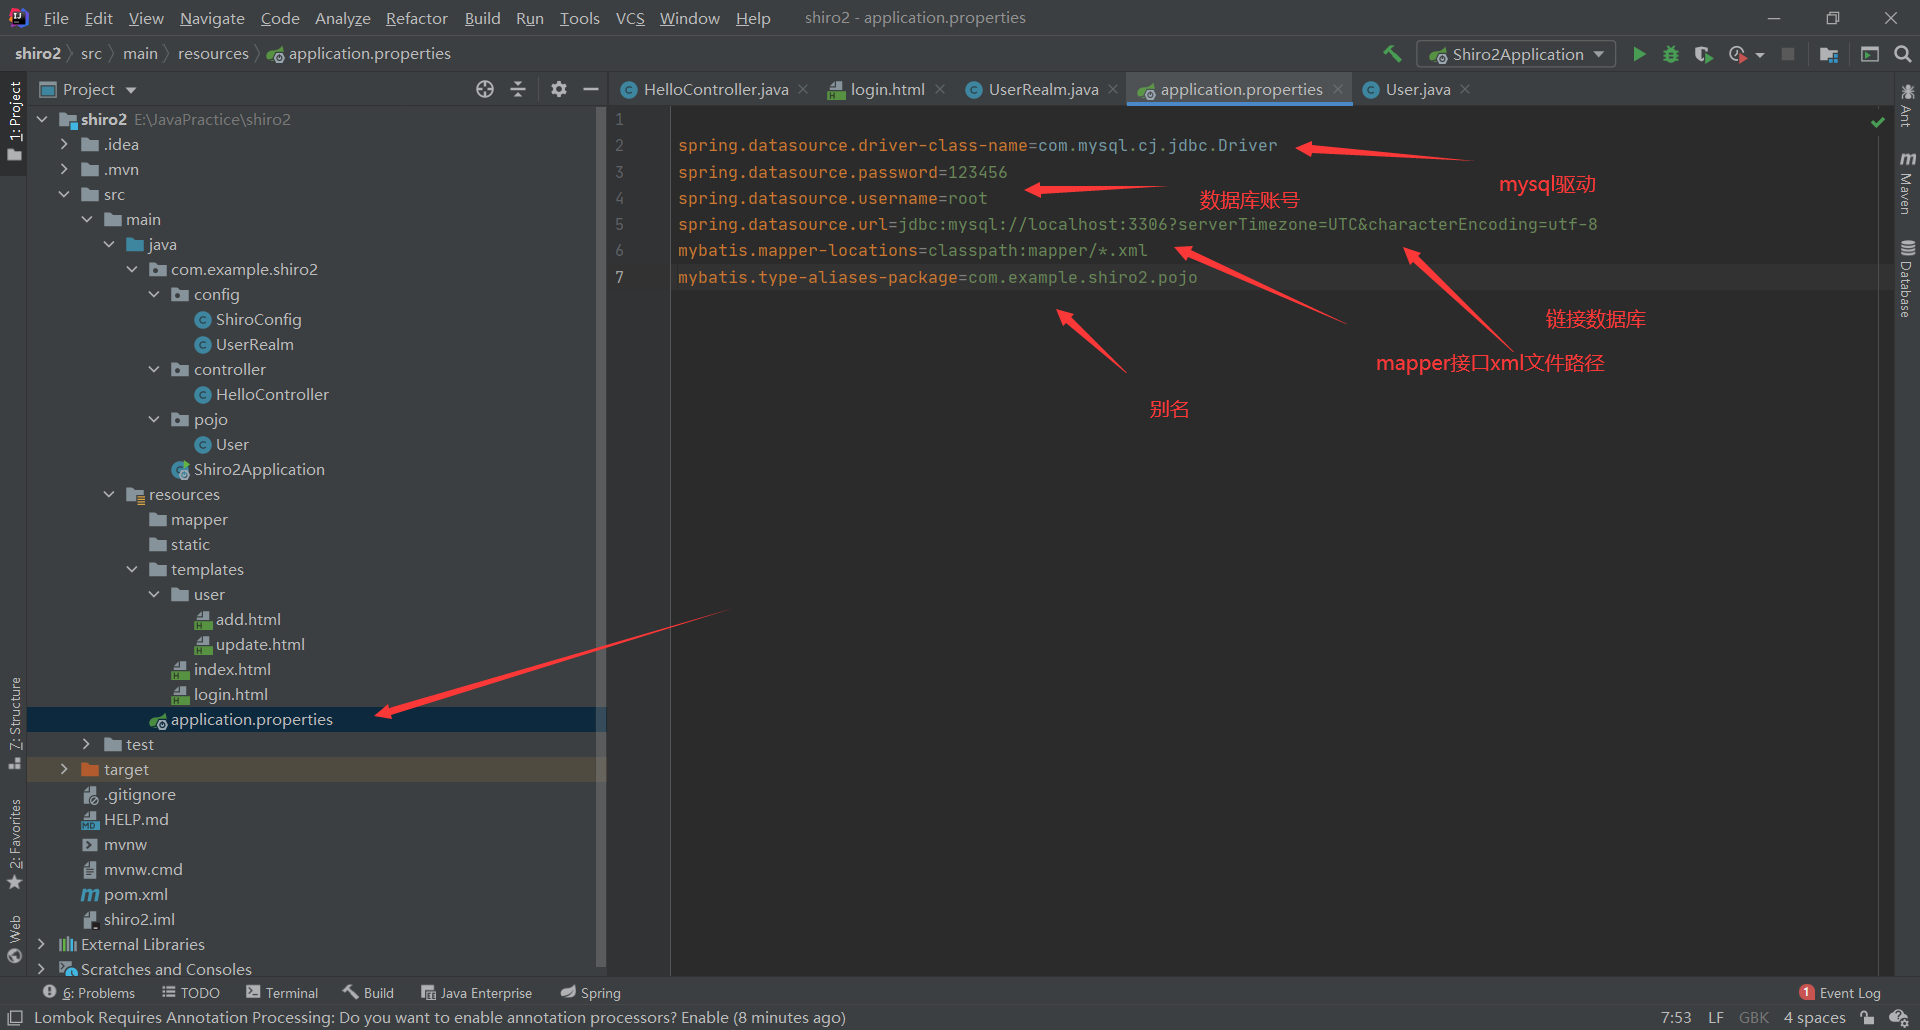 File Edit View Navigate Code Analyze Refactor Build Run Tools VCS Window Help shiro2 - application.properties
shiro2 src main resources application.properties
Shiro2Application
1: Project
7: Structure
2: Favorites
Web
Project
shiro2 E:\JavaPractice\shiro2
.idea
.mvn
src
main
java
com.example.shiro2
config
ShiroConfig
UserRealm
controller
HelloController
pojo
User
Shiro2Application
resources
mapper
static
templates
user
add.html
update.html
index.html
login.html
application.properties
test
target
.gitignore
HELP.md
mvnw
mvnw.cmd
pom.xml
shiro2.iml
External Libraries
Scratches and Consoles
HelloController.java login.html UserRealm.java application.properties User.java
1
2 spring.datasource.driver-class-name=com.mysql.cj.jdbc.Driver
3 spring.datasource.password=123456
4 spring.datasource.username=root
5 spring.datasource.url=jdbc:mysql://localhost:3306?serverTimezone=UTC&characterEncoding=utf-8
6 mybatis.mapper-locations=classpath:mapper/*.xml
7 mybatis.type-aliases-package=com.example.shiro2.pojo
mysql驱动
数据库账号
链接数据库
mapper接口xml文件路径
别名
Ant
Maven
Database
6: Problems TODO Terminal Build Java Enterprise Spring 1 Event Log
Lombok Requires Annotation Processing: Do you want to enable annotation processors? Enable (8 minutes ago) 7:53 LF GBK 4 spaces